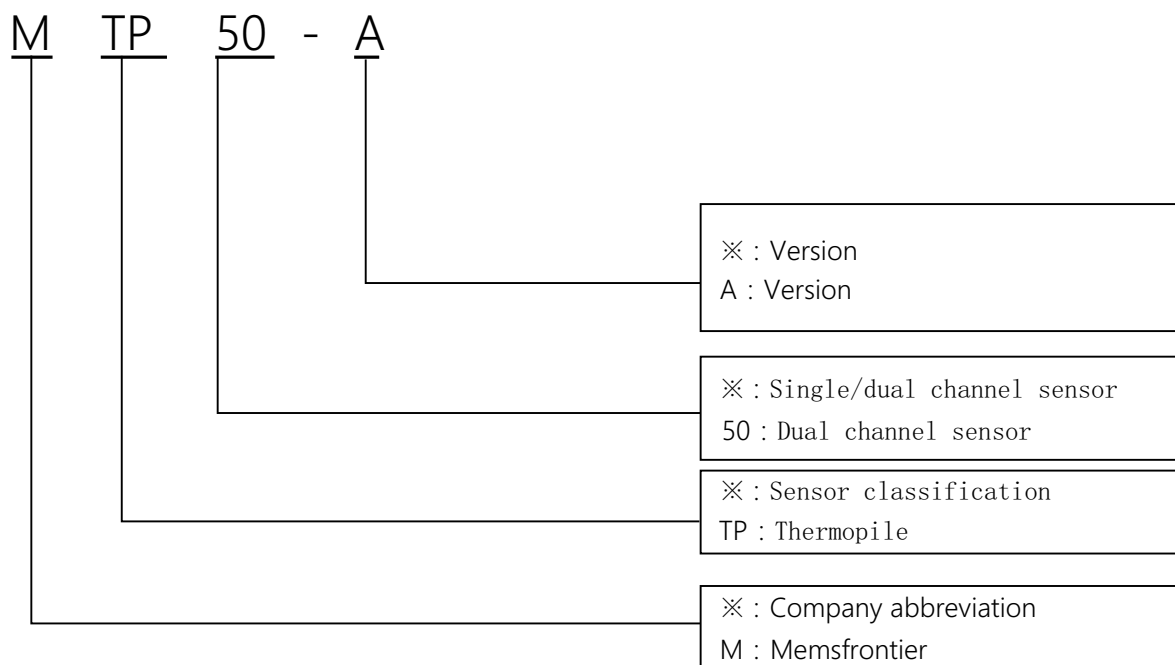 M TP 50 - A
※ : Version
A : Version
※ : Single/dual channel sensor
50 : Dual channel sensor
※ : Sensor classification
TP : Thermopile
※ : Company abbreviation
M : Memsfrontier